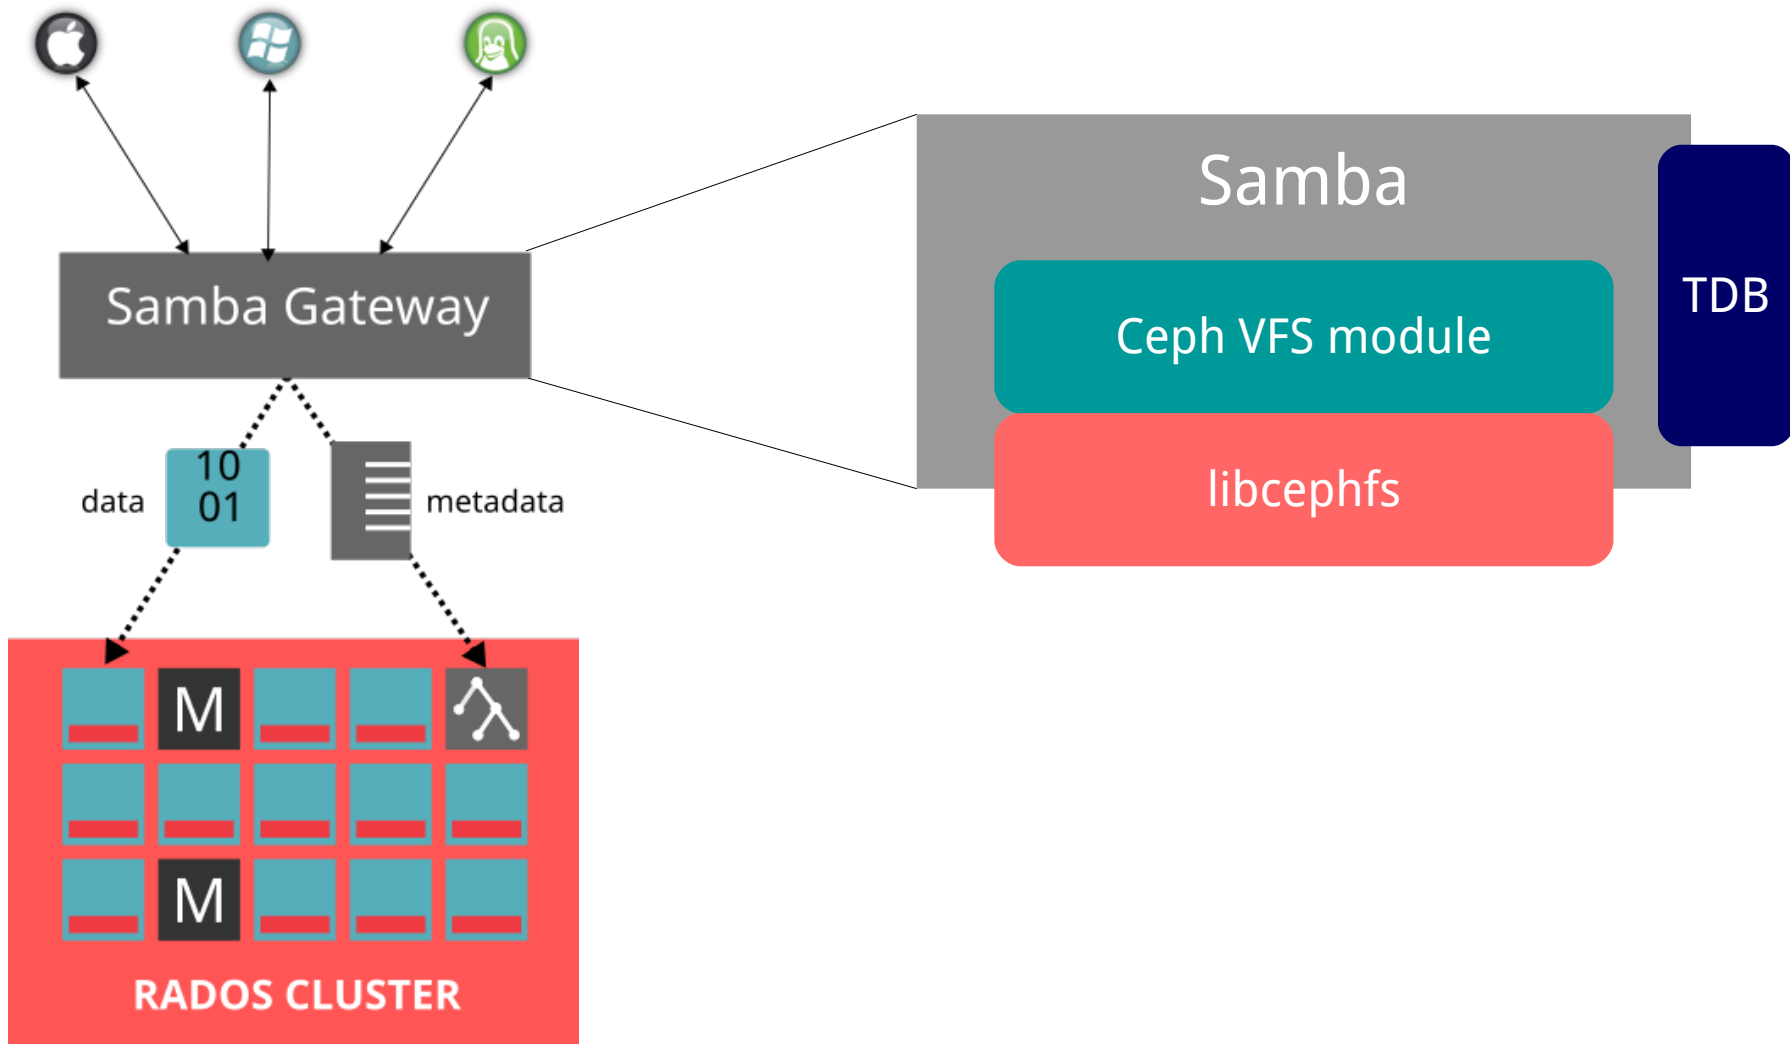 Samba Gateway
10
01
data
metadata
M
M
RADOS CLUSTER
Samba
Ceph VFS module
libcephfs
TDB